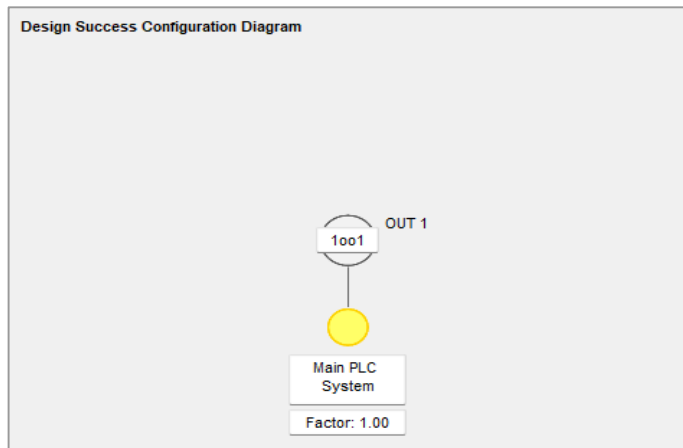 Design Success Configuration Diagram
OUT 1
1oo1
Main PLC
System
Factor: 1.00